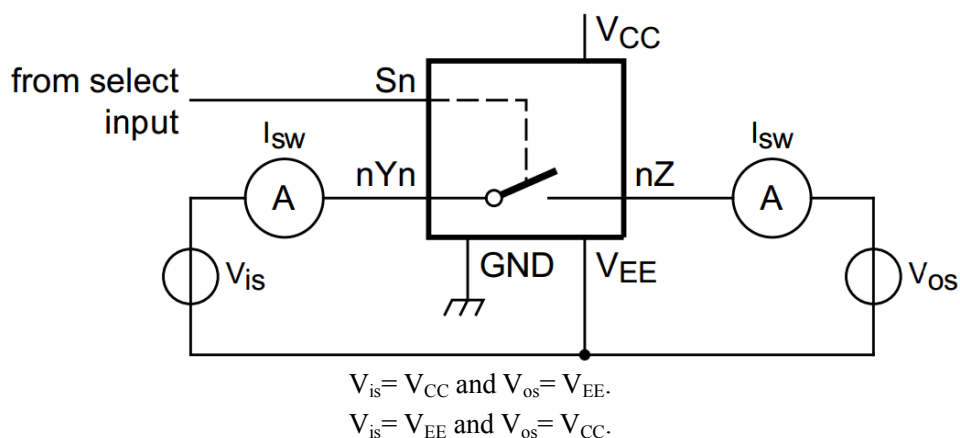 VCC
from select
input
Sn
Isw
nYn
nZ
Isw
A
A
Vis
GND
VEE
Vos
Vis= VCC and Vos= VEE.
Vis= VEE and Vos= VCC.